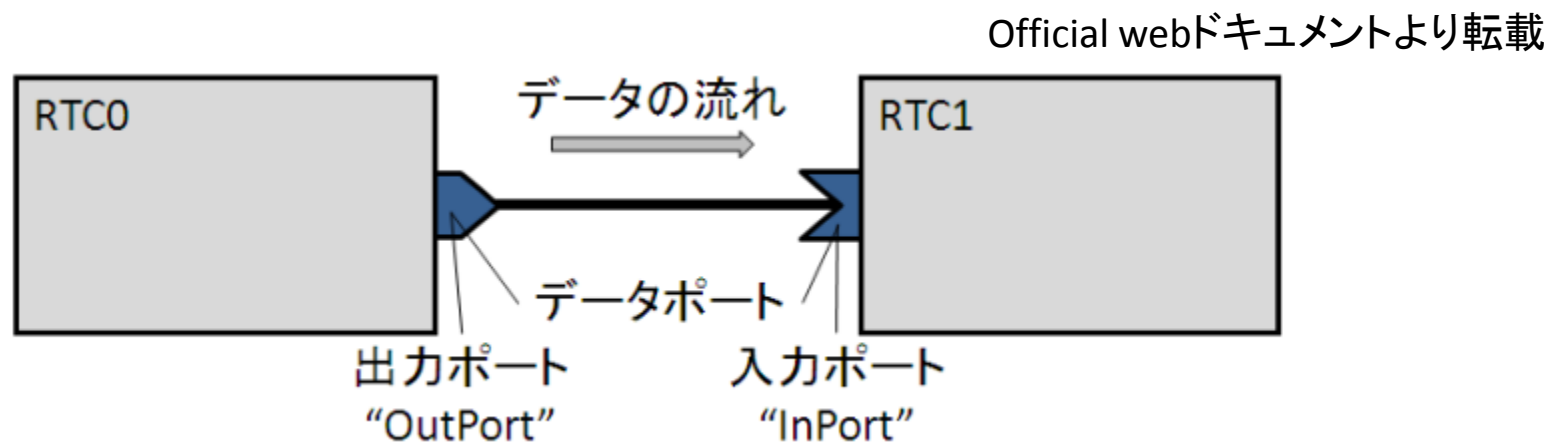 Official webドキュメントより転載
RTC0
データの流れ
RTC1
データポート
出力ポート
“OutPort”
入力ポート
“InPort”